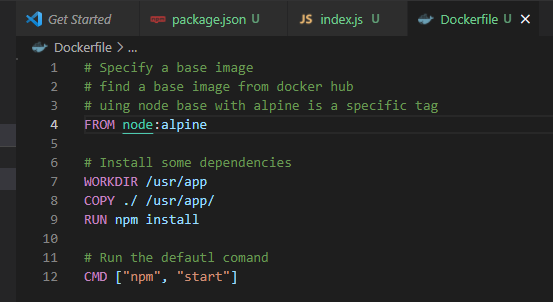 Get Started package.json U JS index.js U Dockerfile U ×
Dockerfile > ...
1 # Specify a base image
2 # find a base image from docker hub
3 # uing node base with alpine is a specific tag
4 FROM node:alpine
5
6 # Install some dependencies
7 WORKDIR /usr/app
8 COPY ./ /usr/app/
9 RUN npm install
10
11 # Run the defautl comand
12 CMD ["npm", "start"]